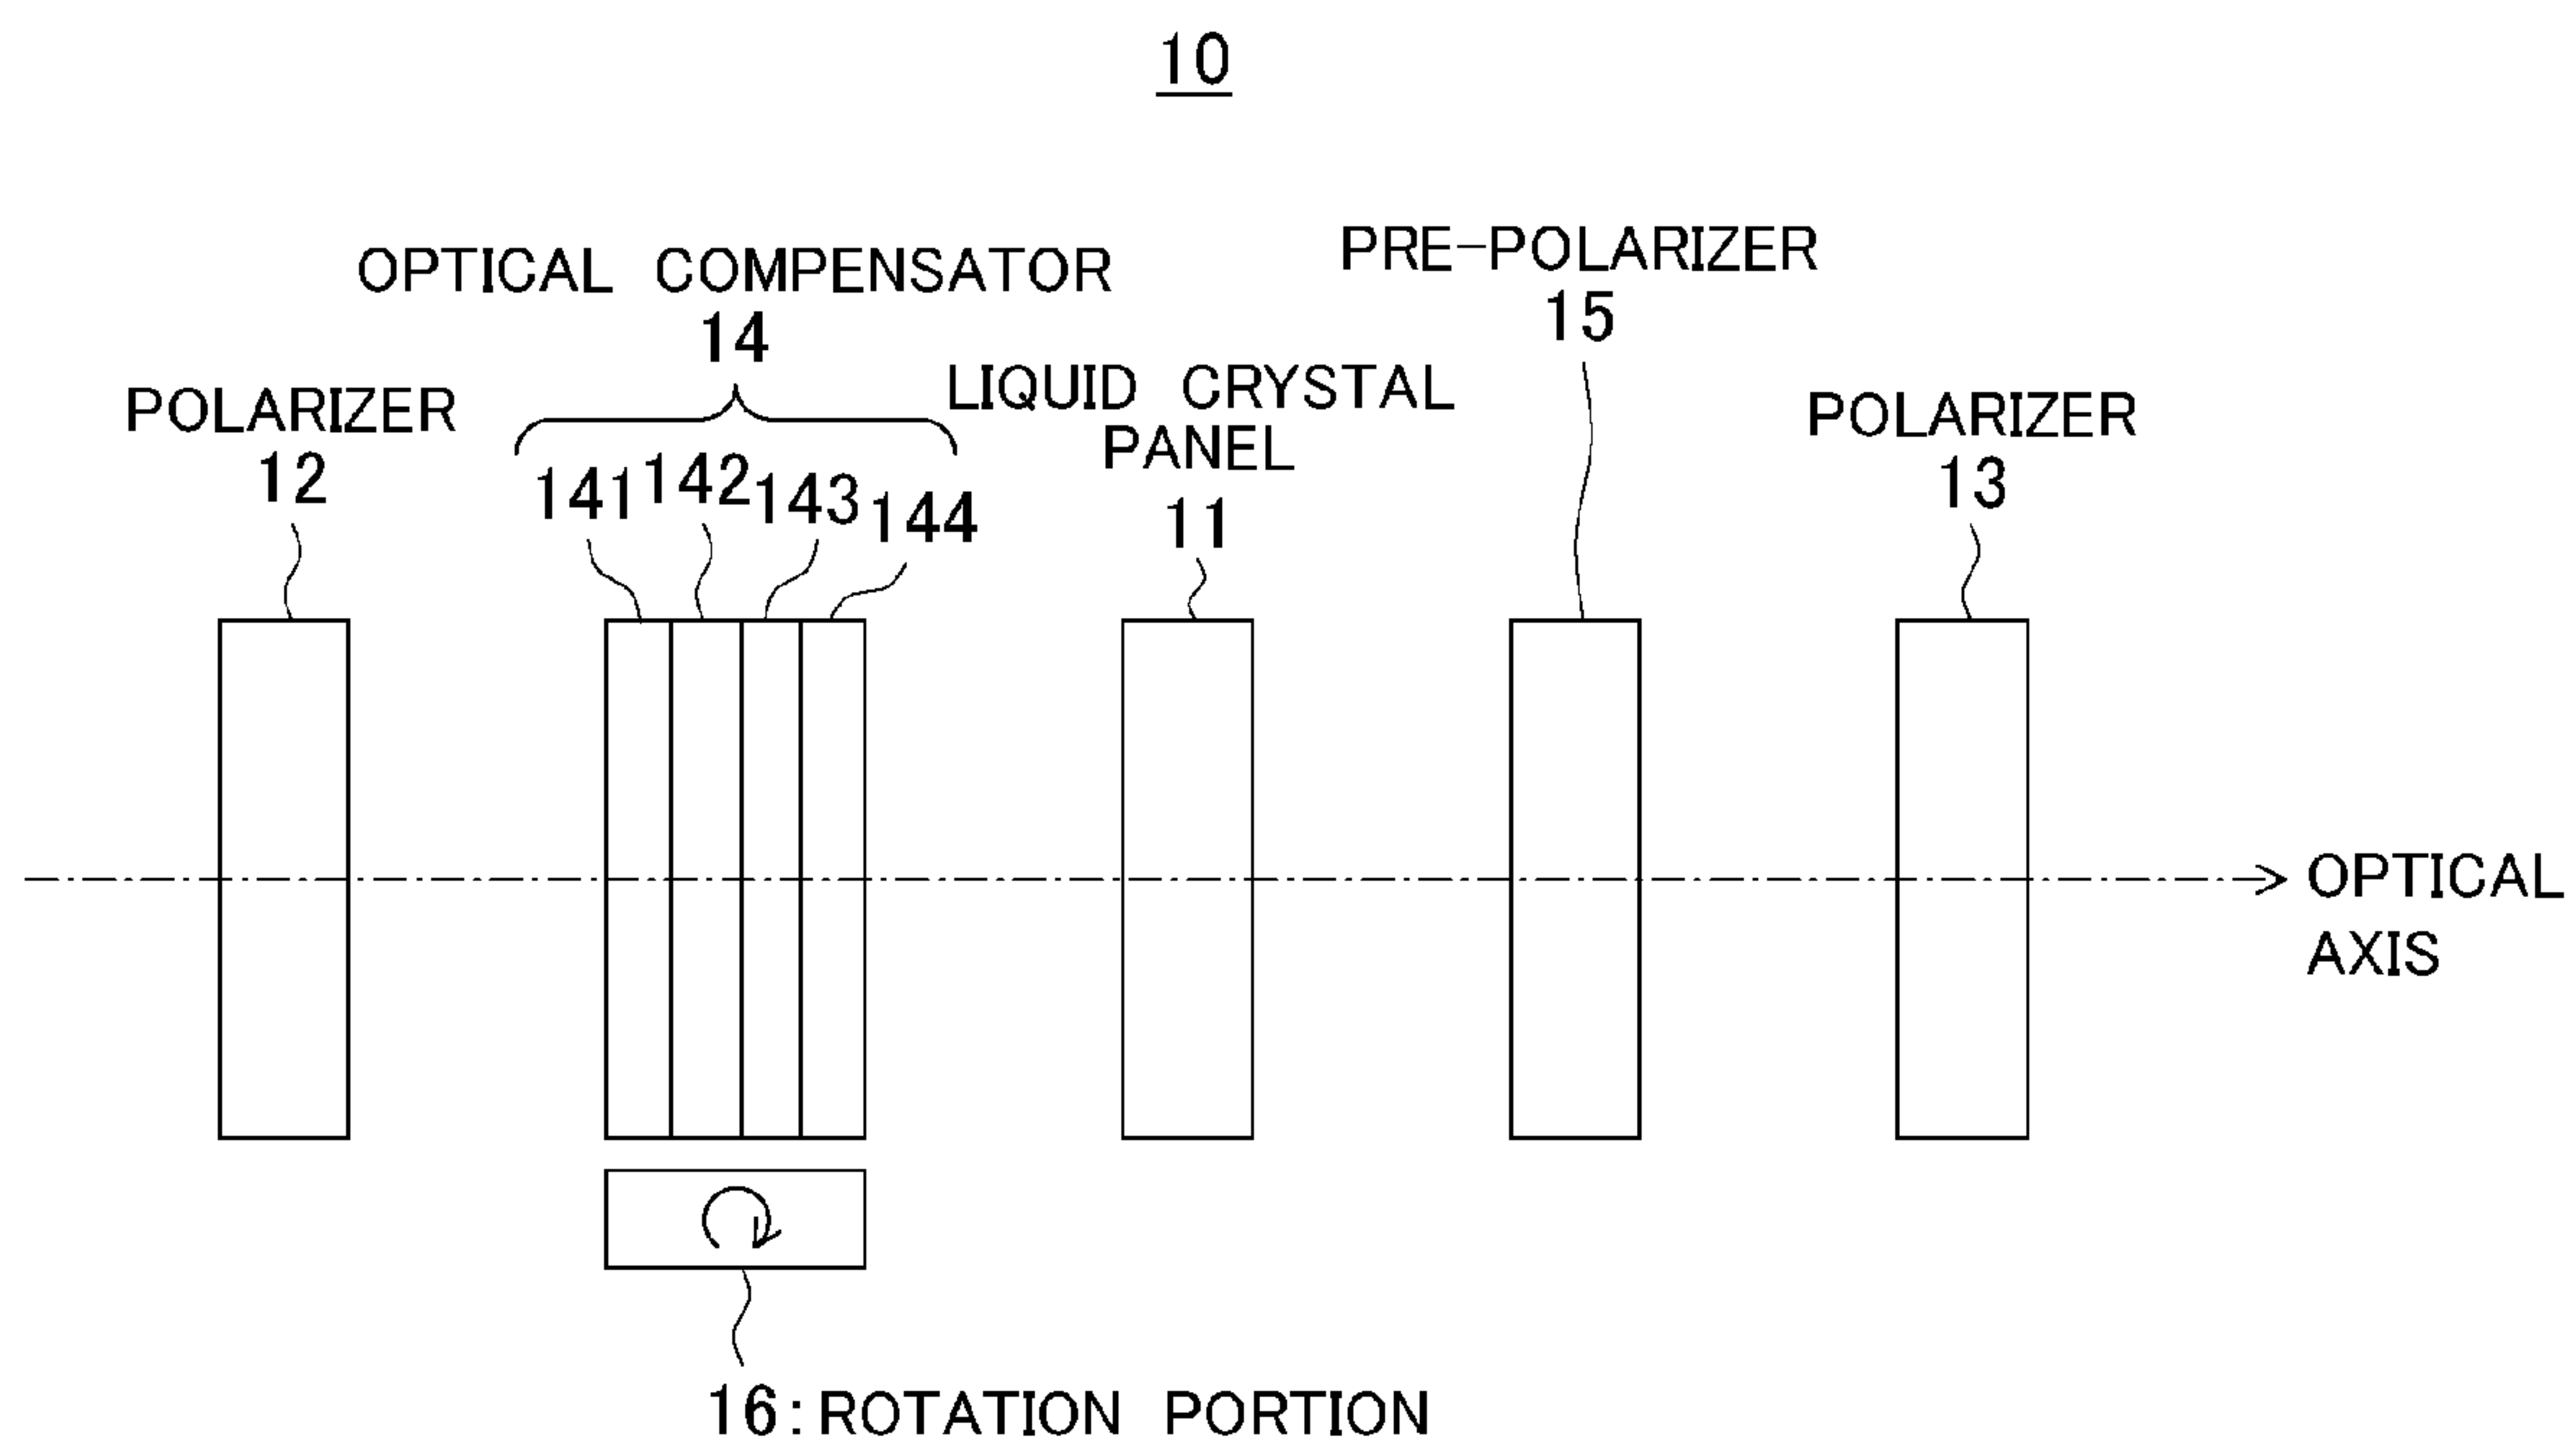 10
OPTICAL COMPENSATOR
14
PRE-POLARIZER
15
POLARIZER
12
141 142 143 144
LIQUID CRYSTAL
PANEL
11
POLARIZER
13
OPTICAL
AXIS
16:ROTATION PORTION